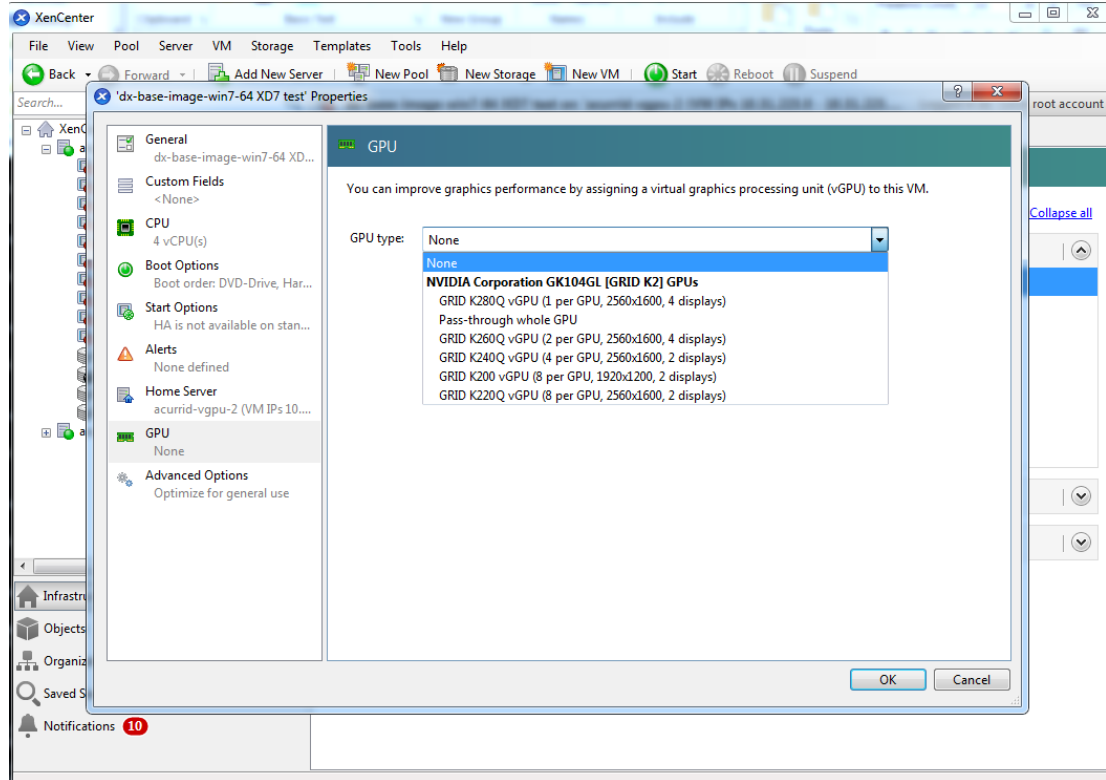 XenCenter
File View Pool Server VM Storage Templates Tools Help
Back Forward Add New Server New Pool New Storage New VM Start Reboot Suspend
Search...
'dx-base-image-win7-64 XD7 test' Properties
root account
XenC
a
a
General
dx-base-image-win7-64 XD...
Custom Fields
<None>
CPU
4 vCPU(s)
Boot Options
Boot order: DVD-Drive, Har...
Start Options
HA is not available on stan...
Alerts
None defined
Home Server
acurrid-vgpu-2 (VM IPs 10....
GPU
None
Advanced Options
Optimize for general use
GPU
You can improve graphics performance by assigning a virtual graphics processing unit (vGPU) to this VM.
GPU type: None
None
NVIDIA Corporation GK104GL [GRID K2] GPUs
GRID K280Q vGPU (1 per GPU, 2560x1600, 4 displays)
Pass-through whole GPU
GRID K260Q vGPU (2 per GPU, 2560x1600, 4 displays)
GRID K240Q vGPU (4 per GPU, 2560x1600, 2 displays)
GRID K200 vGPU (8 per GPU, 1920x1200, 2 displays)
GRID K220Q vGPU (8 per GPU, 2560x1600, 2 displays)
Collapse all
OK Cancel
Infrastru
Objects
Organiz
Saved S
Notifications 10